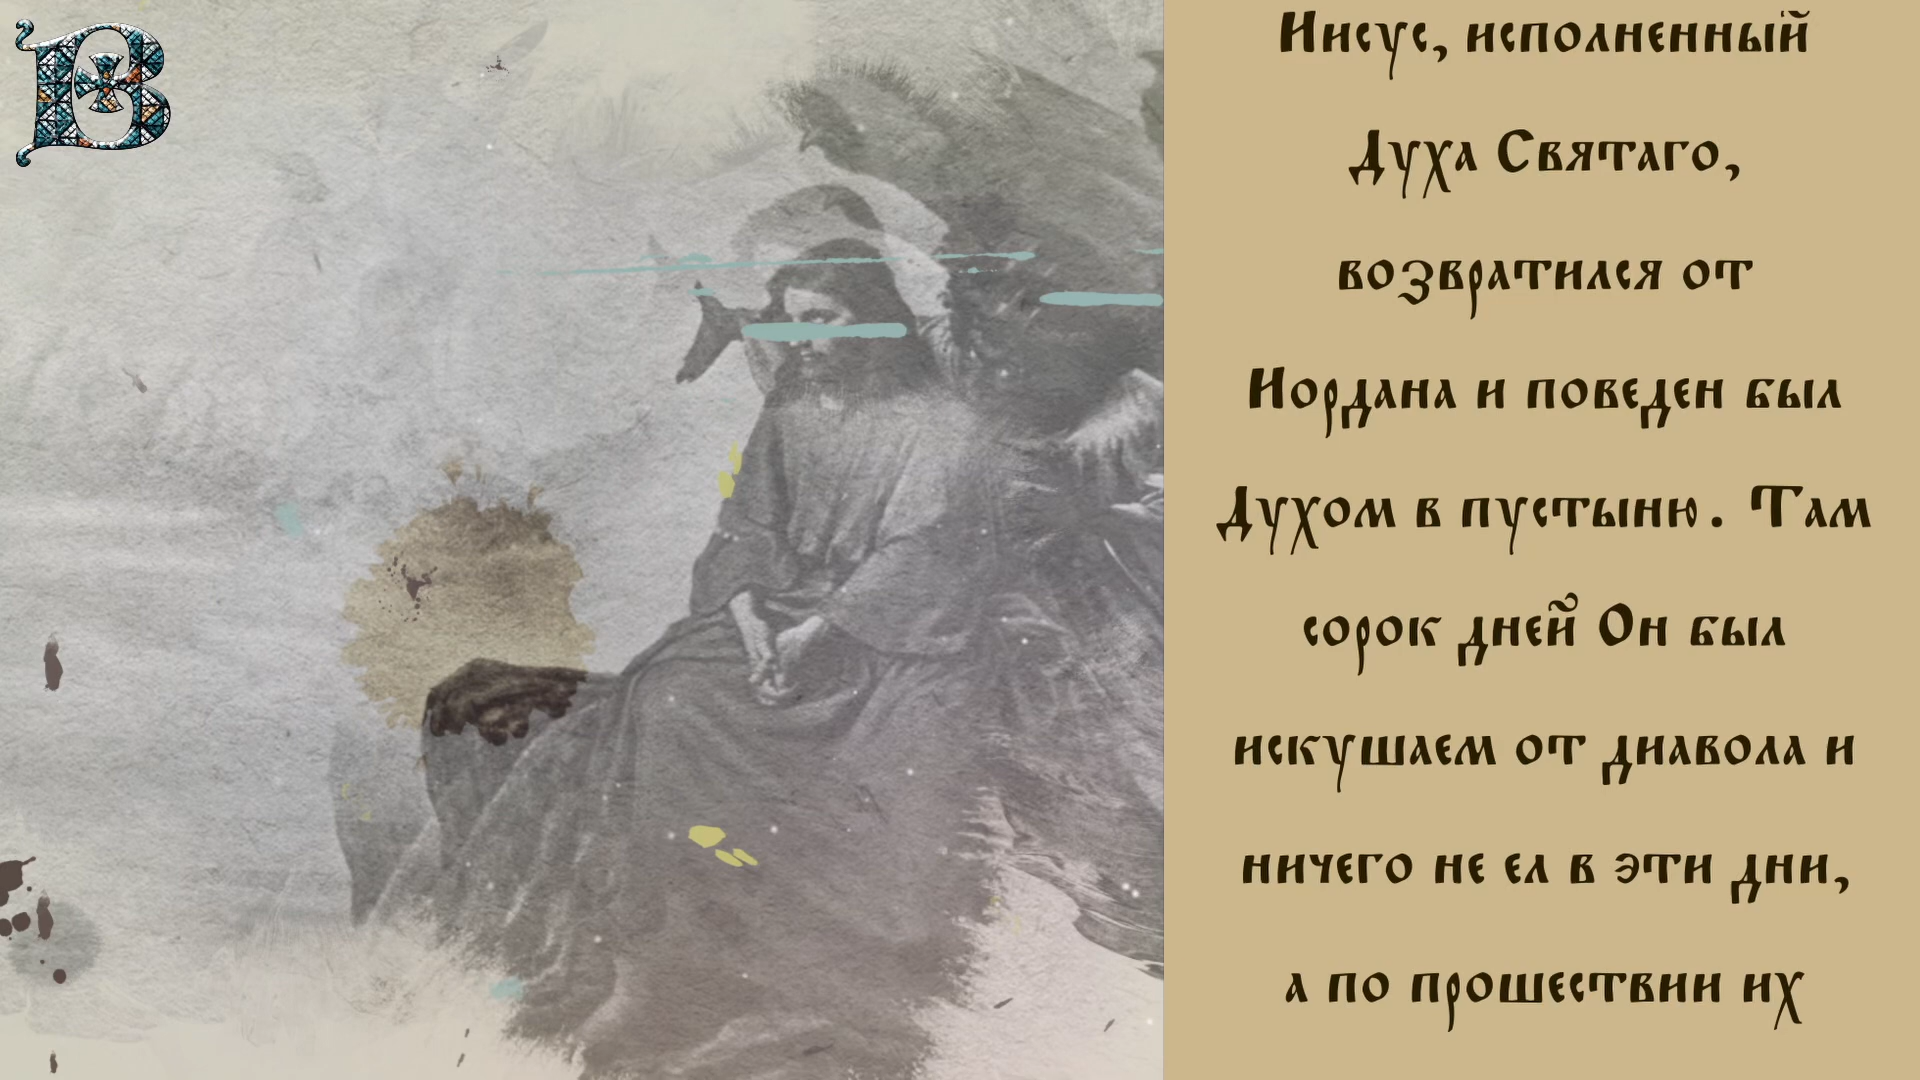 В
Иисус, исполненный
Духа Святаго,
возвратился от
Иордана и поведен был
Духом в пустыню. Там
сорок дней Он был
искушаем от диавола и
ничего не ел в эти дни,
а по прошествии их